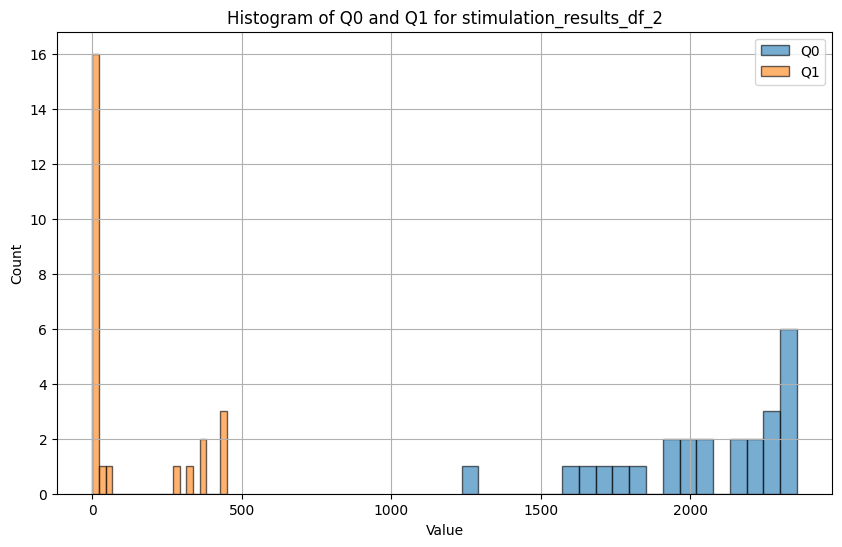 Histogram of Q0 and Q1 for stimulation_results_df_2
Q0
Q1
16
14
12
10
8
6
4
2
0
Count
0 500 1000 1500 2000
Value